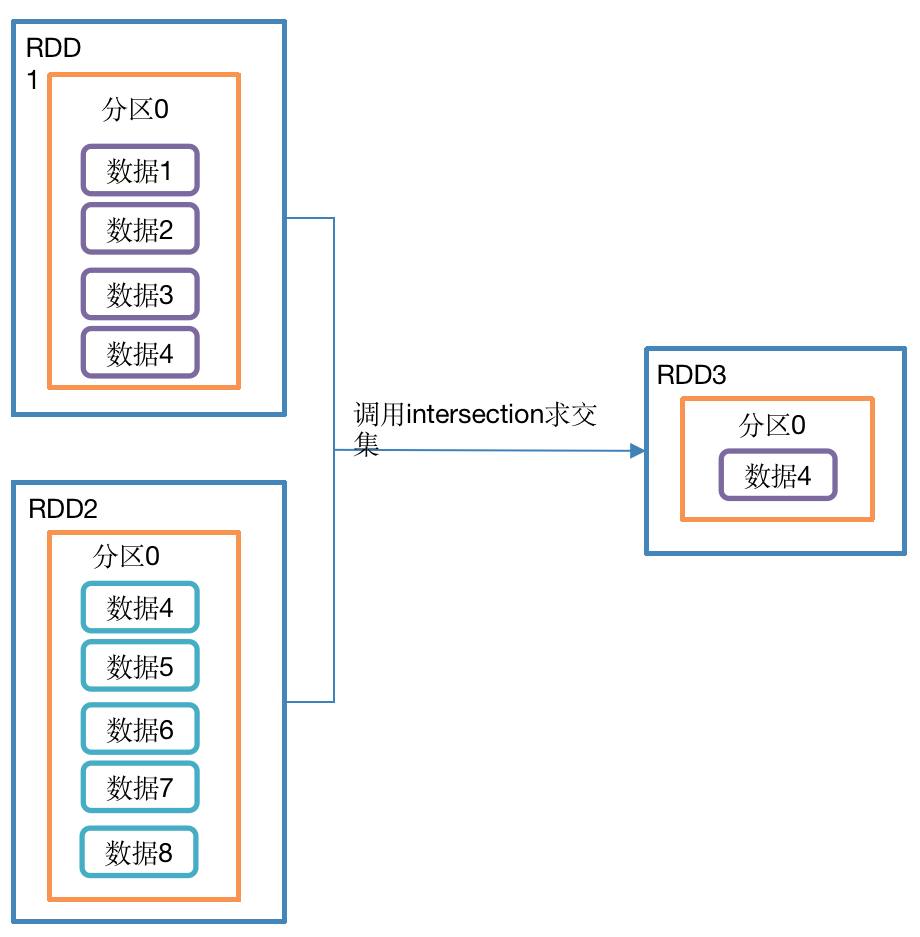 RDD
1
分区0
数据1
数据2
数据3
数据4
RDD2
分区0
数据4
数据5
数据6
数据7
数据8
调用intersection求交
集
RDD3
分区0
数据4